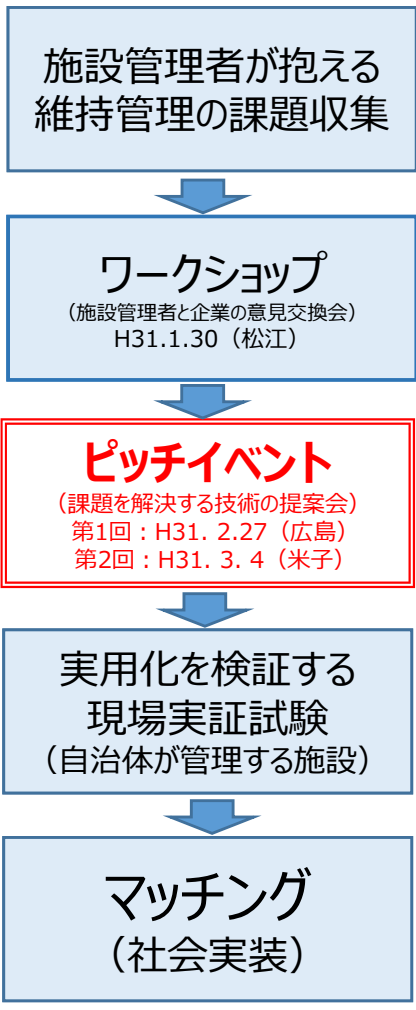 施設管理者が抱える
維持管理の課題収集
ワークショップ
（施設管理者と企業の意見交換会）
H31.1.30（松江）
ピッチイベント
（課題を解決する技術の提案会）
第1回：H31. 2.27（広島）
第2回：H31. 3. 4（米子）
実用化を検証する
現場実証試験
（自治体が管理する施設）
マッチング
（社会実装）